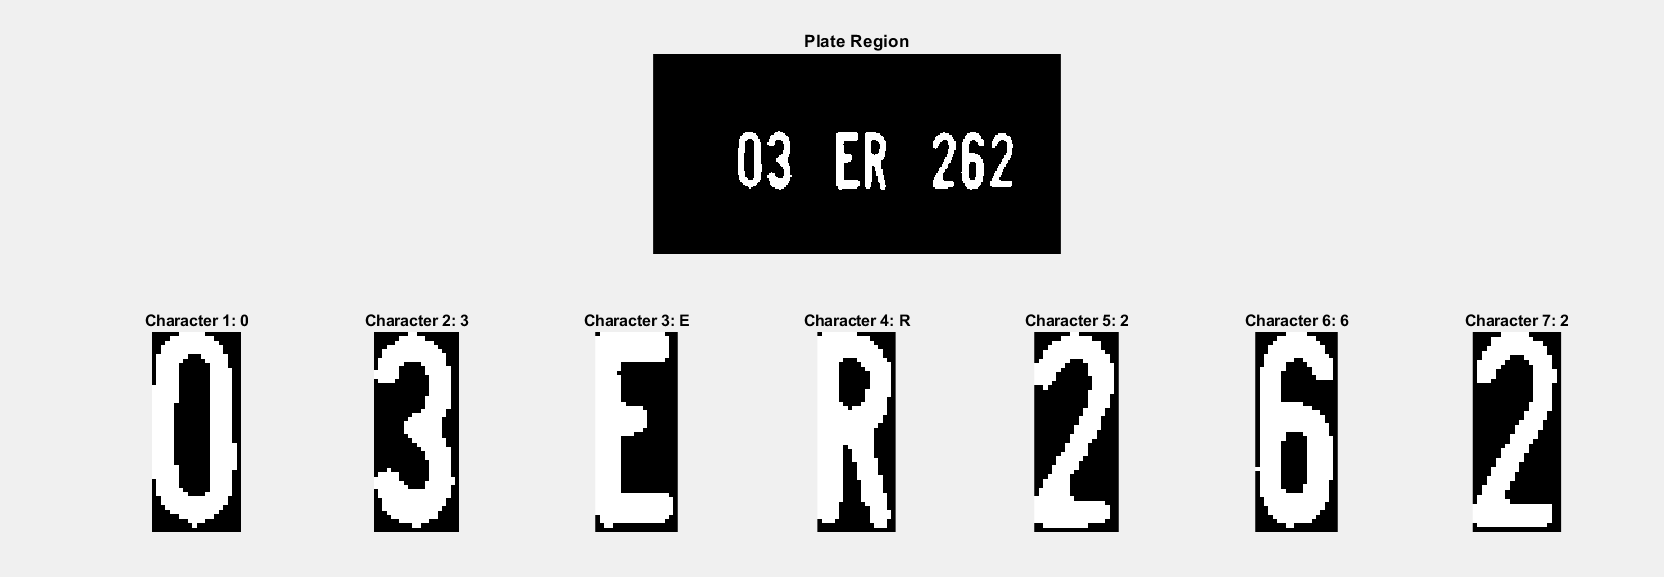 Plate Region
03 ER 262
Character 1: 0
0
Character 2: 3
3
Character 3: E
E
Character 4: R
R
Character 5: 2
2
Character 6: 6
6
Character 7: 2
2